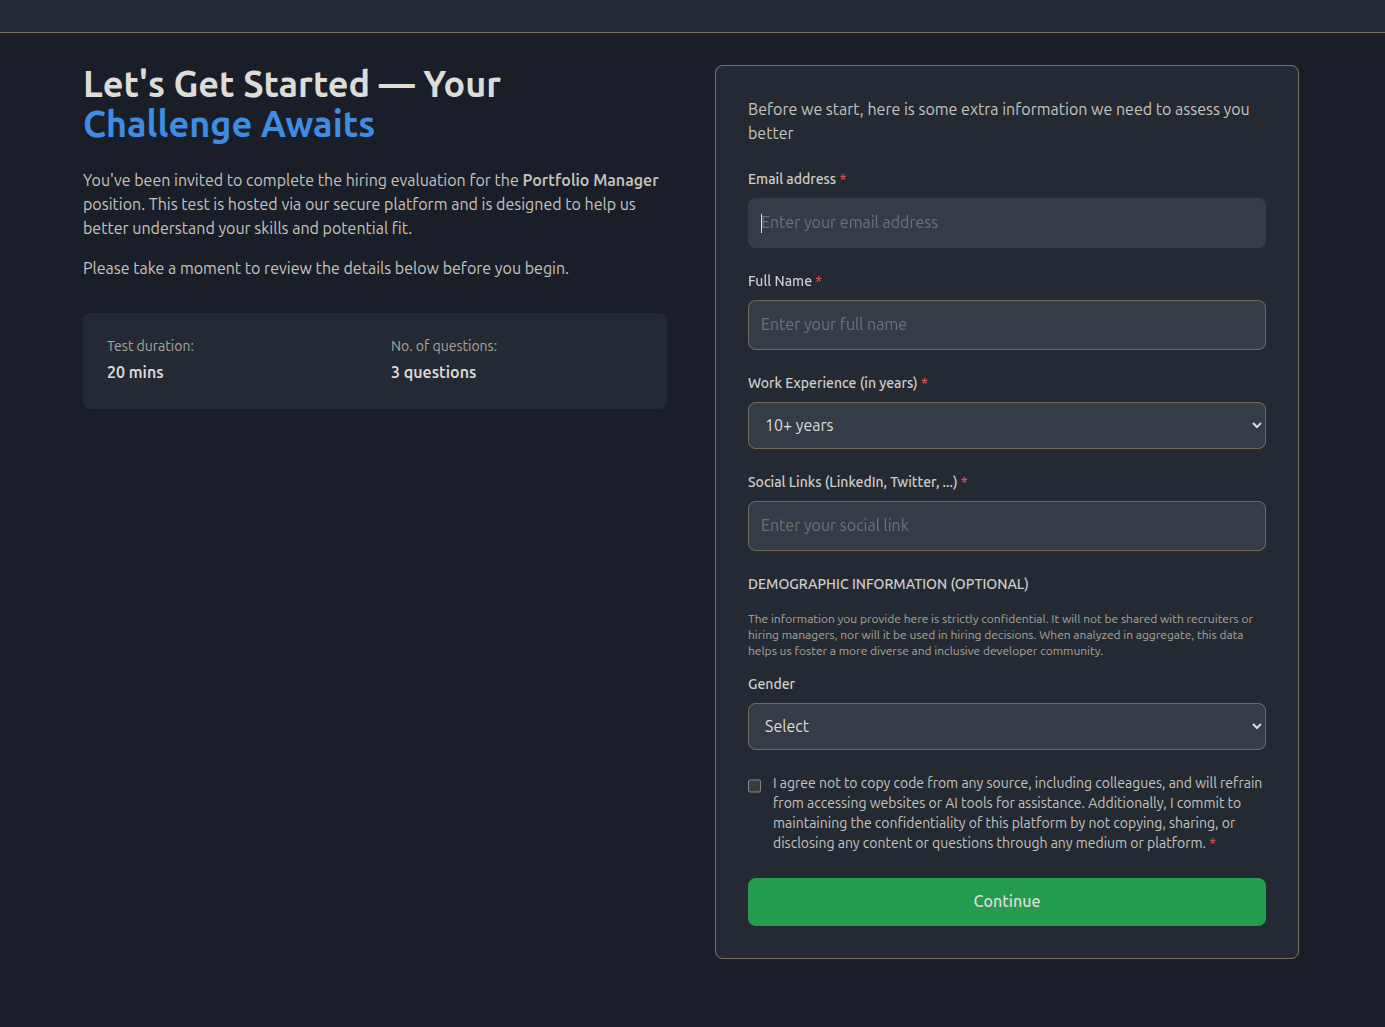 Let's Get Started — Your
Challenge Awaits
You've been invited to complete the hiring evaluation for the Portfolio Manager
position. This test is hosted via our secure platform and is designed to help us
better understand your skills and potential fit.
Please take a moment to review the details below before you begin.
Test duration:
20 mins
No. of questions:
3 questions
Before we start, here is some extra information we need to assess you
better
Email address *
Enter your email address
Full Name *
Enter your full name
Work Experience (in years) *
10+ years
Social Links (LinkedIn, Twitter, ...) *
Enter your social link
DEMOGRAPHIC INFORMATION (OPTIONAL)
The information you provide here is strictly confidential. It will not be shared with recruiters or
hiring managers, nor will it be used in hiring decisions. When analyzed in aggregate, this data
helps us foster a more diverse and inclusive developer community.
Gender
Select
I agree not to copy code from any source, including colleagues, and will refrain
from accessing websites or AI tools for assistance. Additionally, I commit to
maintaining the confidentiality of this platform by not copying, sharing, or
disclosing any content or questions through any medium or platform. *
Continue